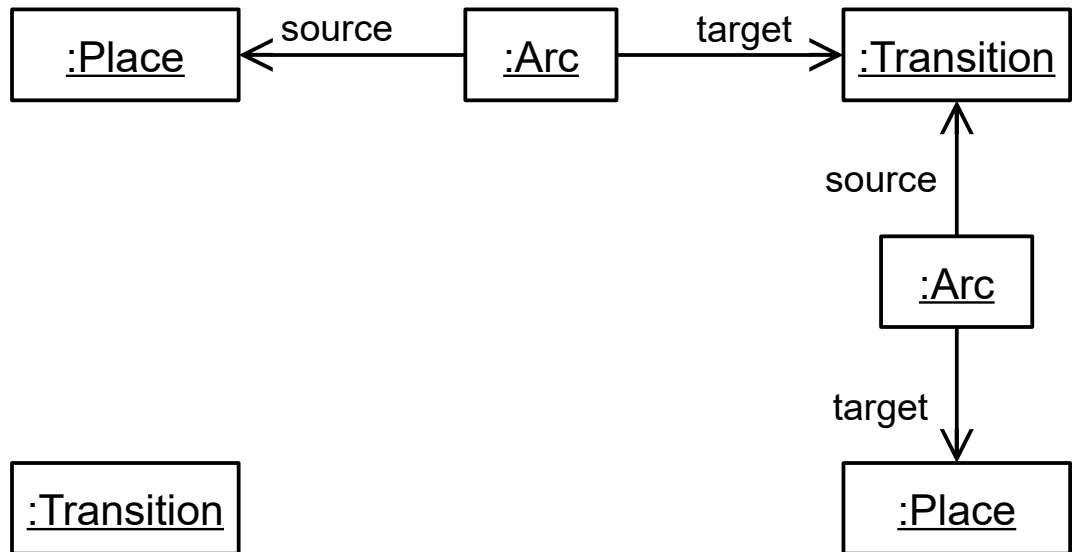 :Place
source
:Arc
target
:Transition
source
:Arc
target
:Transition
:Place